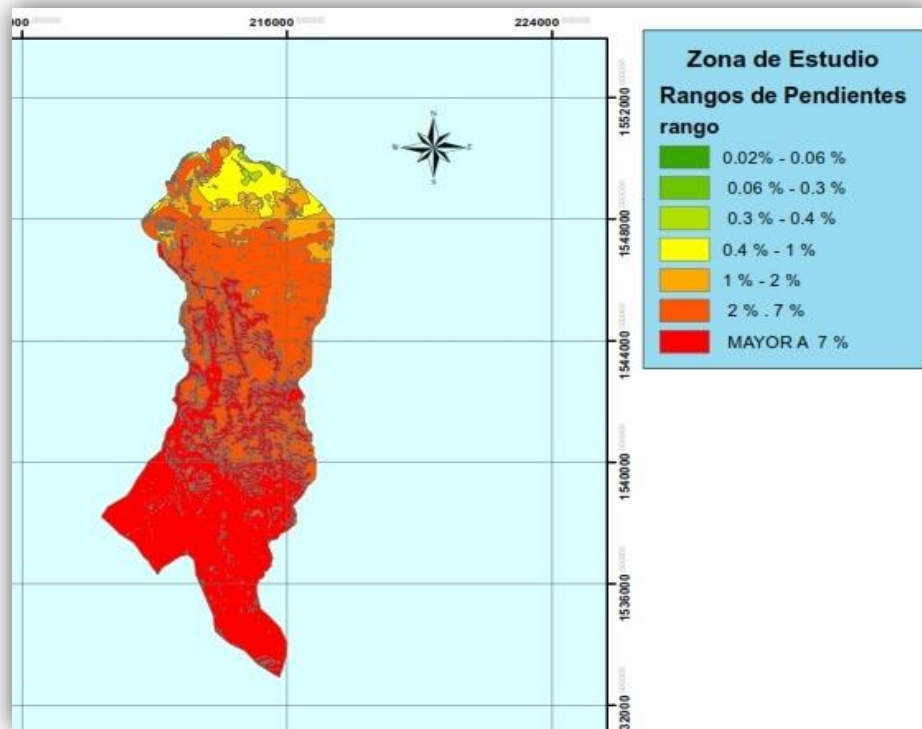 216000
224000
Zona de Estudio
Rangos de Pendientes
rango
0.02% - 0.06 %
0.06 % - 0.3 %
0.3 % - 0.4 %
0.4 % - 1 %
1 % - 2 %
2 % . 7 %
MAYOR A 7 %
N
W
E
S
1552000
1548000
1544000
1540000
1536000